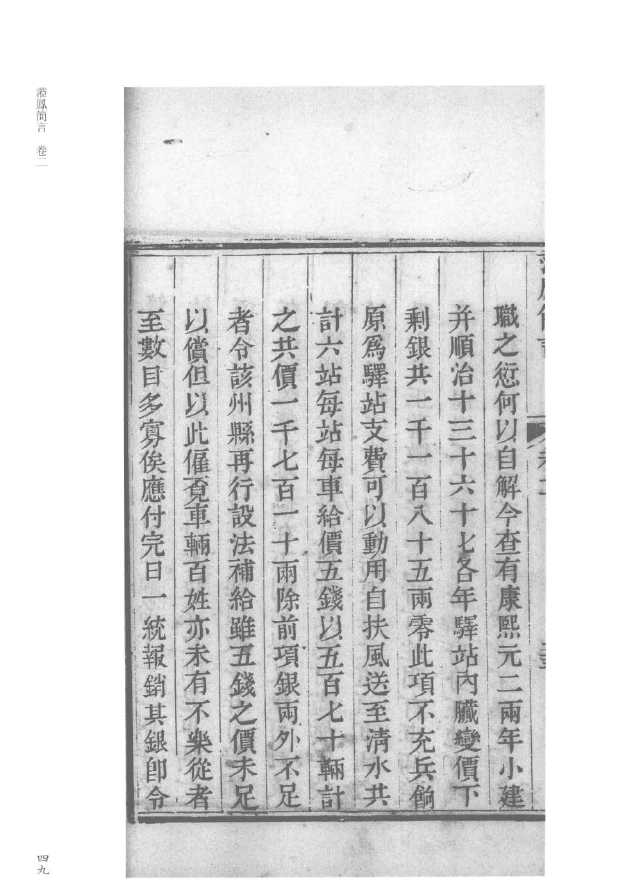 職之愆何以自解今查有康熙元二兩年小建
并順治十三十六十七各年驛站內臟變價下
剩銀共一千一百八十五兩零此項不充兵餉
原爲驛站支費可以動用自扶風送至清水共
計六站每站每車給價五錢以五百七十輛計
之共價一千七百一十兩除前項銀兩外不足
者令該州縣再行設法補給雖五錢之價未足
以償但以此僱覓車輛百姓亦未有不樂從者
至數目多寡俟應付完日一統報銷其銀卽令
鳳簡言 卷二
四九